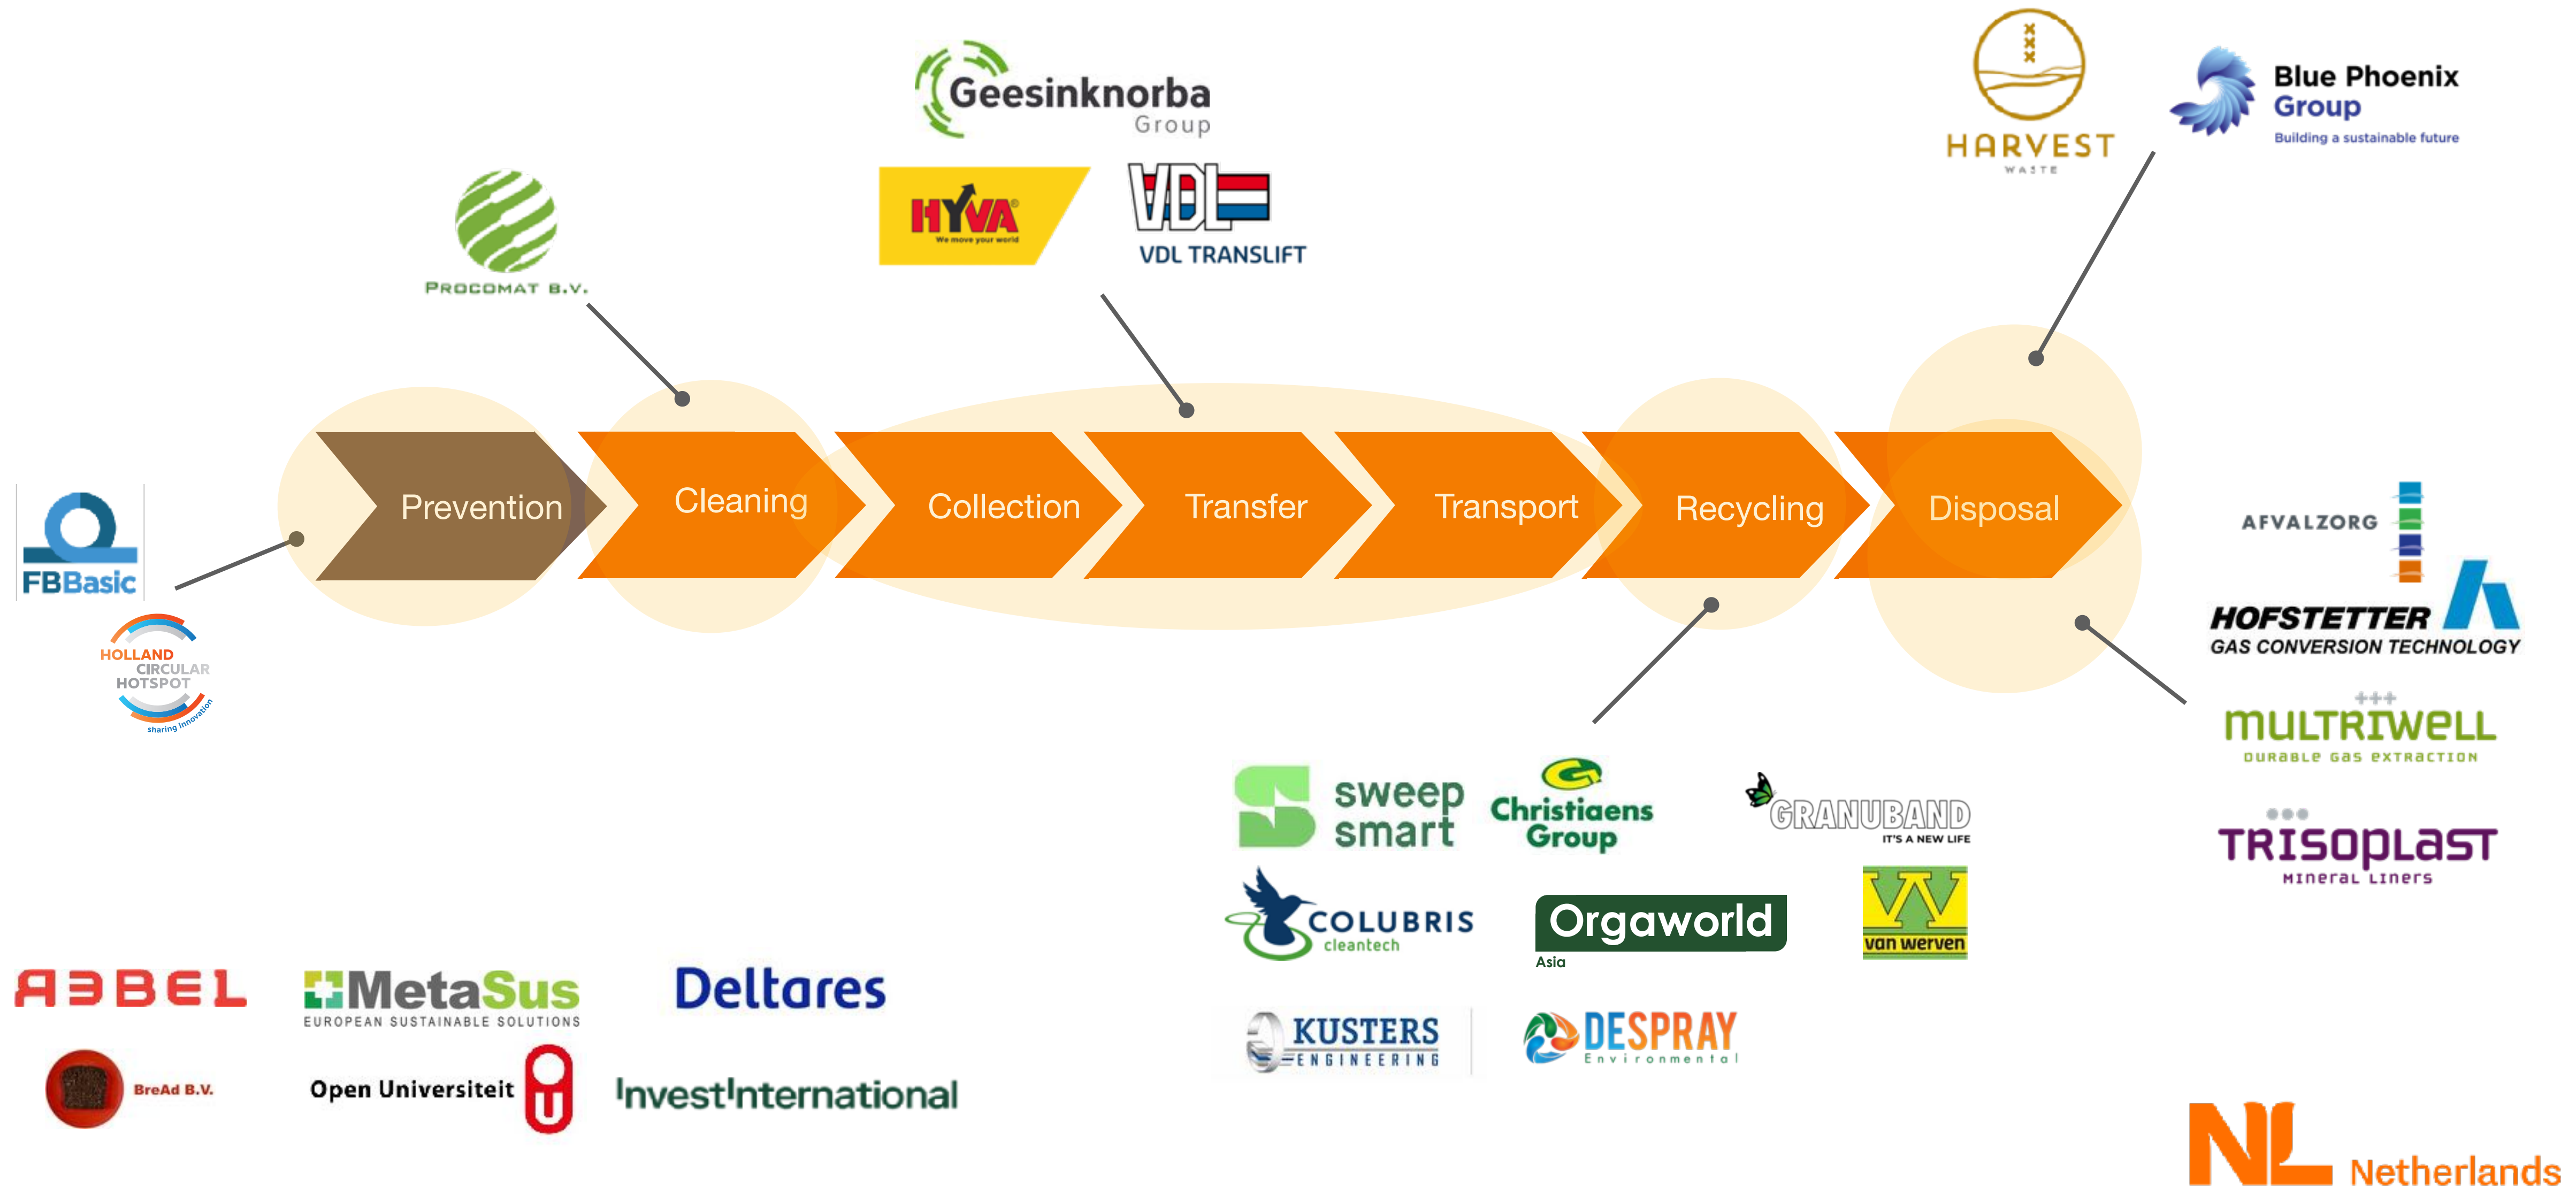 Geesinknorba
Group
HYVA®
We move your world
VDL
VDL TRANSLIFT
HARVEST
WASTE
Blue Phoenix
Group
Building a sustainable future
PROCOMAT B.V.
FBBasic
HOLLAND
CIRCULAR
HOTSPOT
sharing innovation
Prevention
Cleaning
Collection
Transfer
Transport
Recycling
Disposal
AFVALZORG
HOFSTETTER
GAS CONVERSION TECHNOLOGY
+++
MULTRIWELL
DURABLE GAS EXTRACTION
TRISOPLAST
MINERAL LINERS
sweep
smart
Christiaens
Group
GRANUBAND
IT'S A NEW LIFE
COLUBRIS
cleantech
Orgaworld
Asia
van werven
KUSTERS
ENGINEERING
DESPRAY
Environmental
REBEL
MetaSus
EUROPEAN SUSTAINABLE SOLUTIONS
Deltares
BreAd B.V.
Open Universiteit
InvestInternational
NL
Netherlands